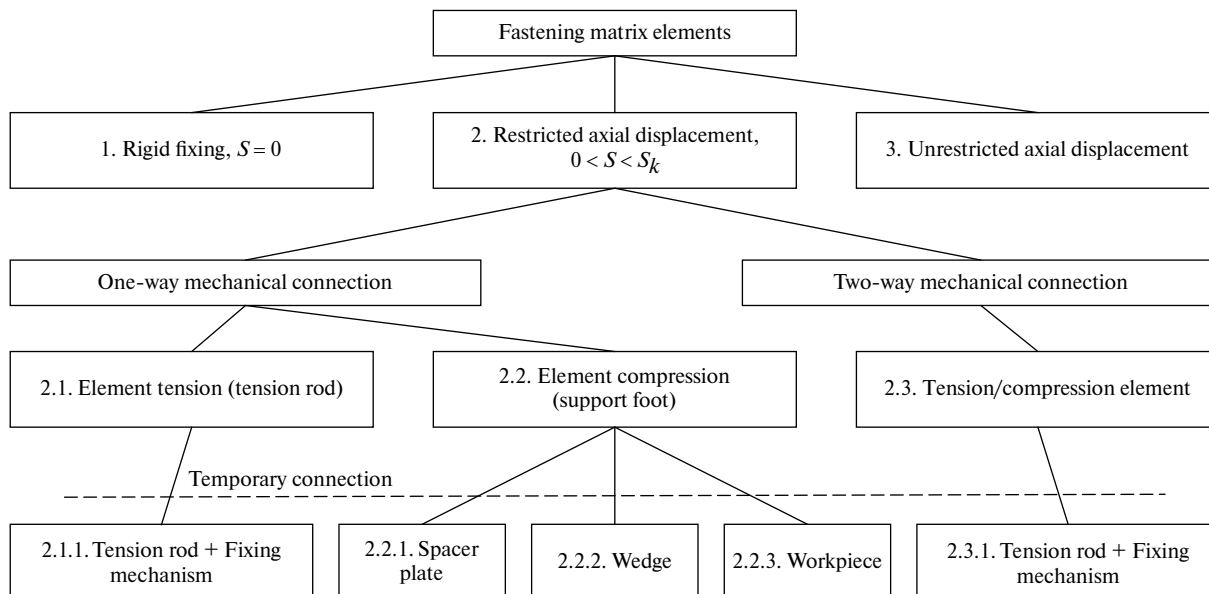 Fastening matrix elements
1. Rigid fixing, S = 0
2. Restricted axial displacement,
0 < S < Sₖ
3. Unrestricted axial displacement
One-way mechanical connection
Two-way mechanical connection
2.1. Element tension (tension rod)
2.2. Element compression
(support foot)
2.3. Tension/compression element
Temporary connection
2.1.1. Tension rod + Fixing
mechanism
2.2.1. Spacer
plate
2.2.2. Wedge
2.2.3. Workpiece
2.3.1. Tension rod + Fixing
mechanism